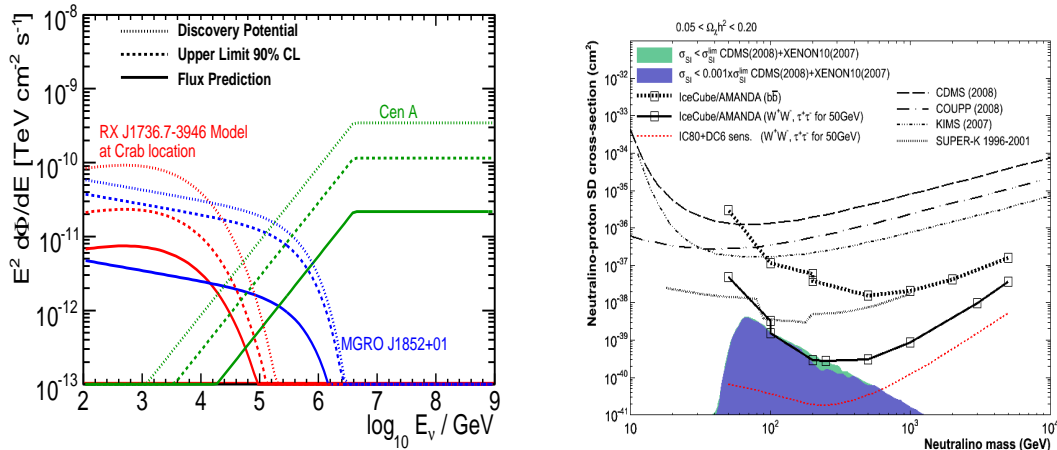 Discovery Potential
Upper Limit 90% CL
Flux Prediction
Cen A
RX J1736.7-3946 Model
at Crab location
MGRO J1852+01
E² dΦ/dE [TeV cm⁻² s⁻¹]
10⁻⁸
10⁻⁹
10⁻¹⁰
10⁻¹¹
10⁻¹²
10⁻¹³
2 3 4 5 6 7 8 9
log₁₀ Eᵥ / GeV
0.05 < Ωᵪh² < 0.20
σSI < σSI^lim CDMS(2008)+XENON10(2007)
σSI < 0.001xσSI^lim CDMS(2008)+XENON10(2007)
IceCube/AMANDA (bb̄)
IceCube/AMANDA (W⁺W⁻, τ⁺τ⁻ for 50GeV)
IC80+DC6 sens. (W⁺W⁻, τ⁺τ⁻ for 50GeV)
CDMS (2008)
COUPP (2008)
KIMS (2007)
SUPER-K 1996-2001
Neutralino-proton SD cross-section (cm²)
10⁻³²
10⁻³³
10⁻³⁴
10⁻³⁵
10⁻³⁶
10⁻³⁷
10⁻³⁸
10⁻³⁹
10⁻⁴⁰
10⁻⁴¹
10 10² 10³ 10⁴
Neutralino mass (GeV)